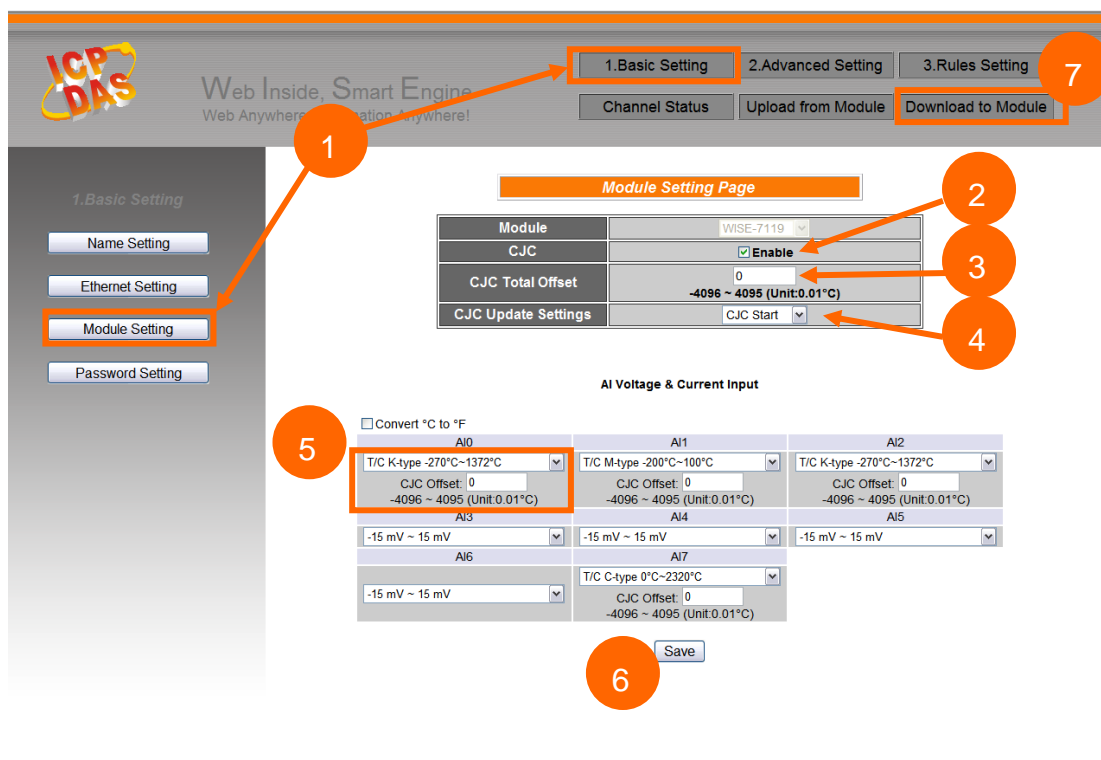 ICP
DAS
Web Inside, Smart Engine
Web Anywhere, ation Anywhere!
1.Basic Setting
2.Advanced Setting
3.Rules Setting
7
Channel Status
Upload from Module
Download to Module
1
1.Basic Setting
Name Setting
Ethernet Setting
Module Setting
Password Setting
Module Setting Page
2
Module WISE-7119
CJC Enable
3
CJC Total Offset 0
-4096 ~ 4095 (Unit:0.01°C)
CJC Update Settings CJC Start
4
AI Voltage & Current Input
Convert °C to °F
5
AI0 AI1 AI2
T/C K-type -270°C~1372°C T/C M-type -200°C~100°C T/C K-type -270°C~1372°C
CJC Offset: 0 CJC Offset: 0 CJC Offset: 0
-4096 ~ 4095 (Unit:0.01°C) -4096 ~ 4095 (Unit:0.01°C) -4096 ~ 4095 (Unit:0.01°C)
AI3 AI4 AI5
-15 mV ~ 15 mV -15 mV ~ 15 mV -15 mV ~ 15 mV
AI6 AI7
-15 mV ~ 15 mV T/C C-type 0°C~2320°C
CJC Offset: 0
-4096 ~ 4095 (Unit:0.01°C)
Save
6